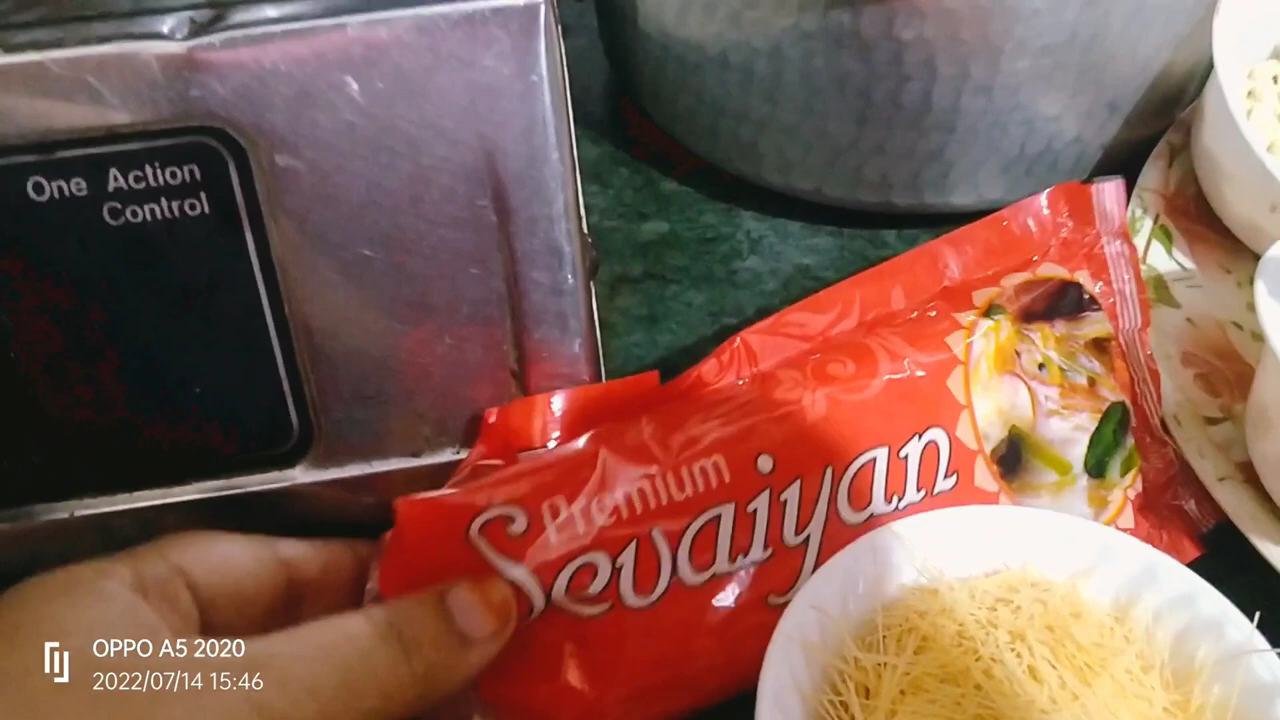 One Action
Control
Premium
Sevaiyan
OPPO A5 2020
2022/07/14 15:46